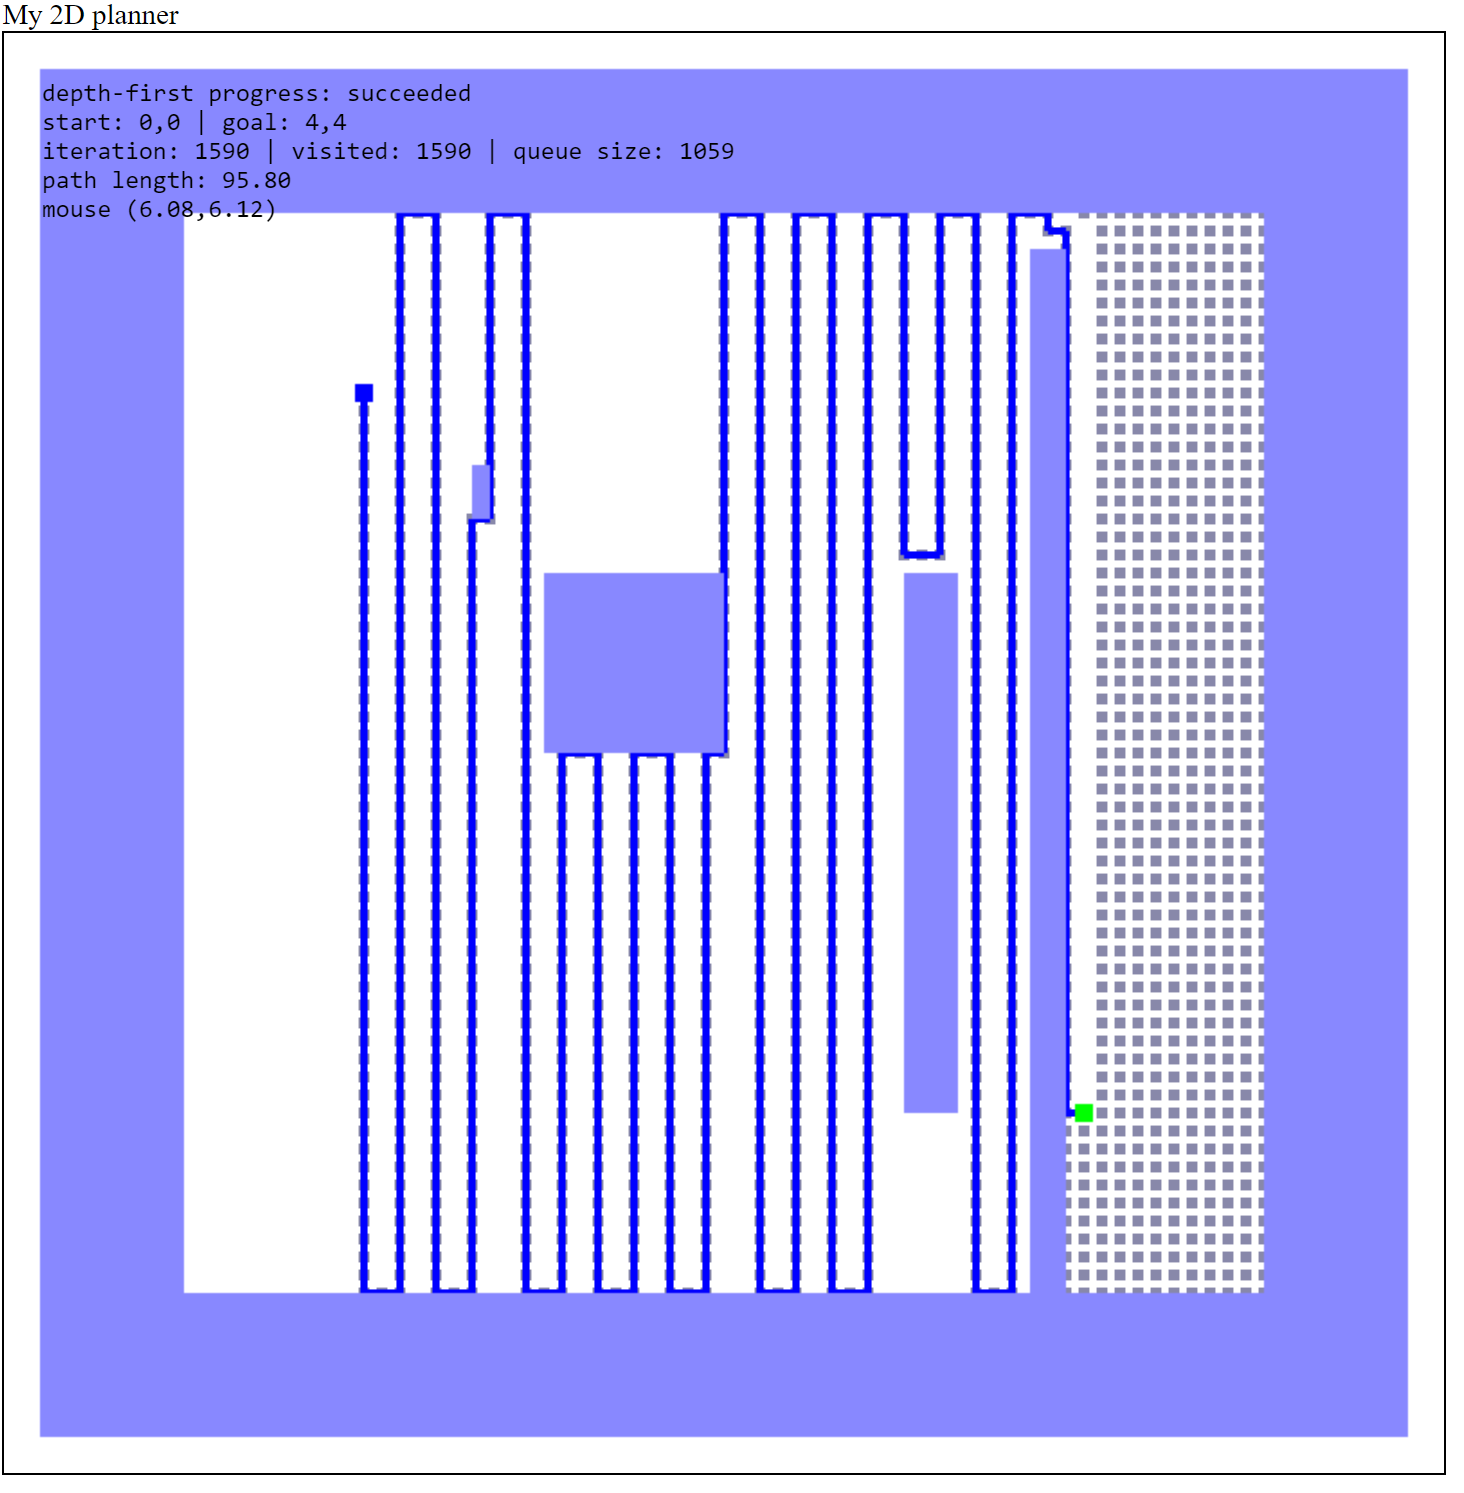 My 2D planner
depth-first progress: succeeded
start: 0,0 | goal: 4,4
iteration: 1590 | visited: 1590 | queue size: 1059
path length: 95.80
mouse (6.08,6.12)